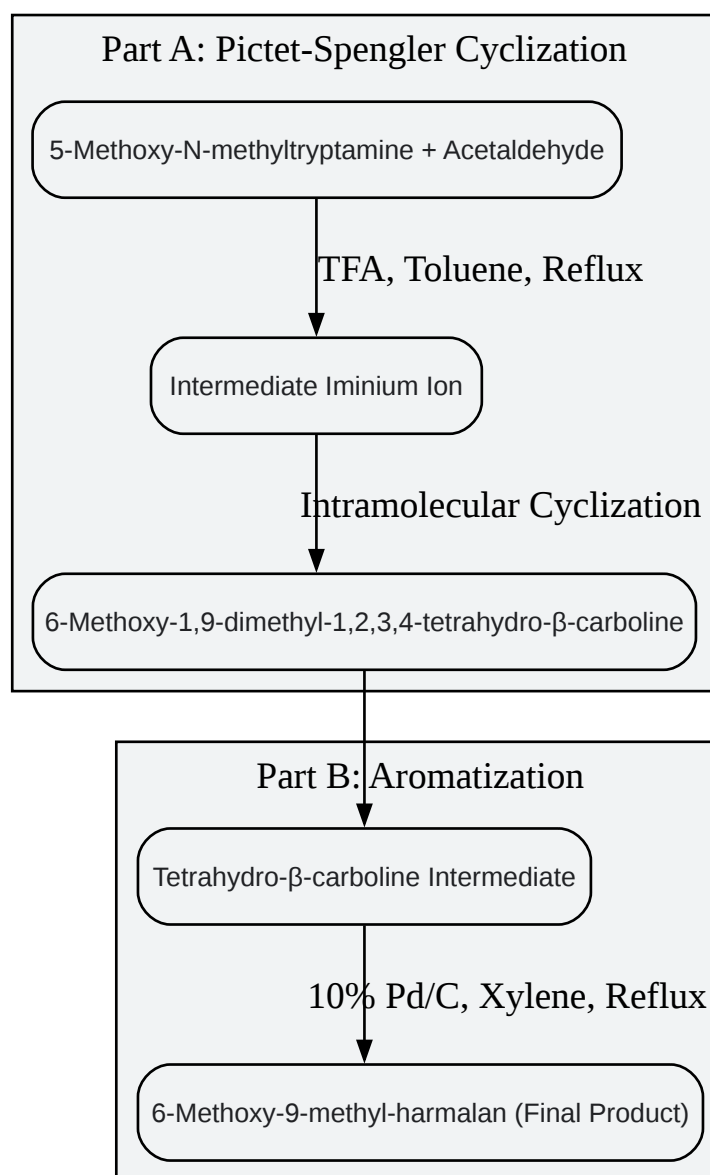 Part A: Pictet-Spengler Cyclization
5-Methoxy-N-methyltryptamine + Acetaldehyde
TFA, Toluene, Reflux
Intermediate Iminium Ion
Intramolecular Cyclization
6-Methoxy-1,9-dimethyl-1,2,3,4-tetrahydro-β-carboline
Part B: Aromatization
Tetrahydro-β-carboline Intermediate
10% Pd/C, Xylene, Reflux
6-Methoxy-9-methyl-harmalan (Final Product)